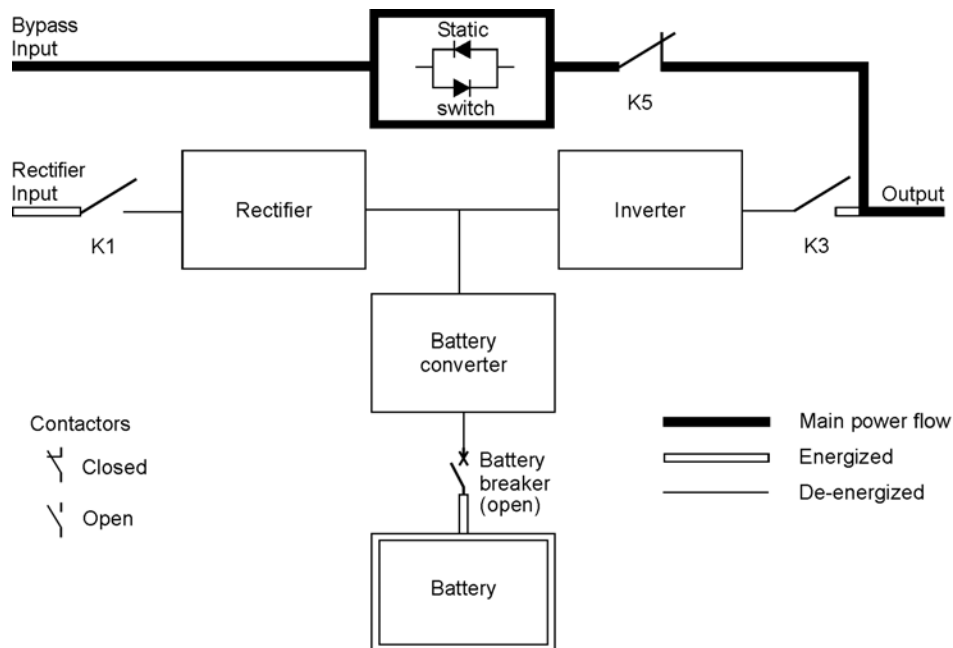 Bypass
Input
Static
switch
K5
Rectifier
Input
K1
Rectifier
Inverter
K3
Output
Battery
converter
Contactors
Closed
Open
Battery
breaker
(open)
Main power flow
Energized
De-energized
Battery